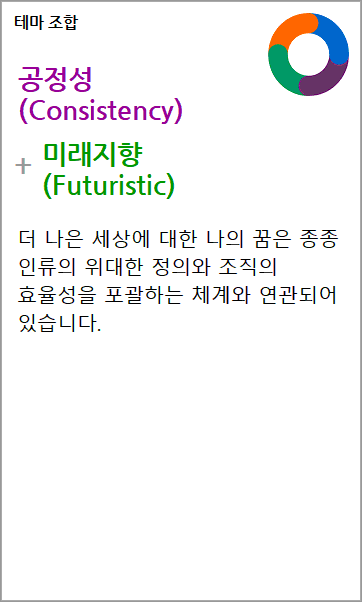 테마 조합
공정성
(Consistency)
+ 미래지향
(Futuristic)
더 나은 세상에 대한 나의 꿈은 종종
인류의 위대한 정의와 조직의
효율성을 포괄하는 체계와 연관되어
있습니다.